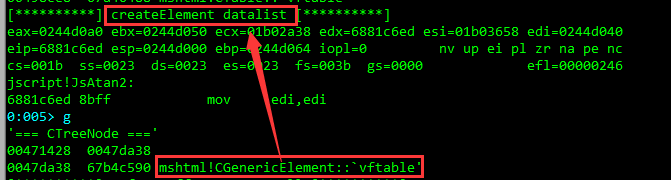 [**********] createElement datalist [**********]
eax=0244d0a0 ebx=0244d050 ecx=01b02a38 edx=6881c6ed esi=01b03658 edi=0244d040
eip=6881c6ed esp=0244d000 ebp=0244d064 iopl=0         nv up ei pl zr na pe nc
cs=001b  ss=0023  ds=0023  es=0023  fs=003b  gs=0000             efl=00000246
jscript!JsAtan2:
6881c6ed 8bff            mov     edi,edi
0:005> g
'=== CTreeNode ==='
00471428  0047da38
0047da38  67b4c590 mshtml!CGenericElement::`vftable'